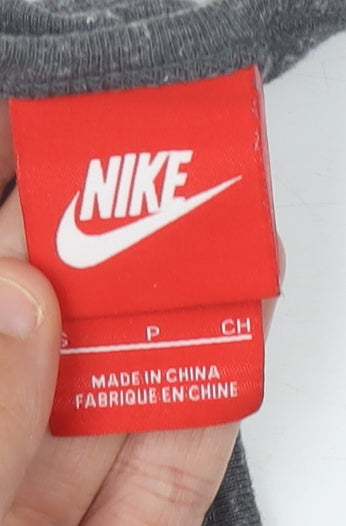 NIKE
S P CH
MADE IN CHINA
FABRIQUE EN CHINE